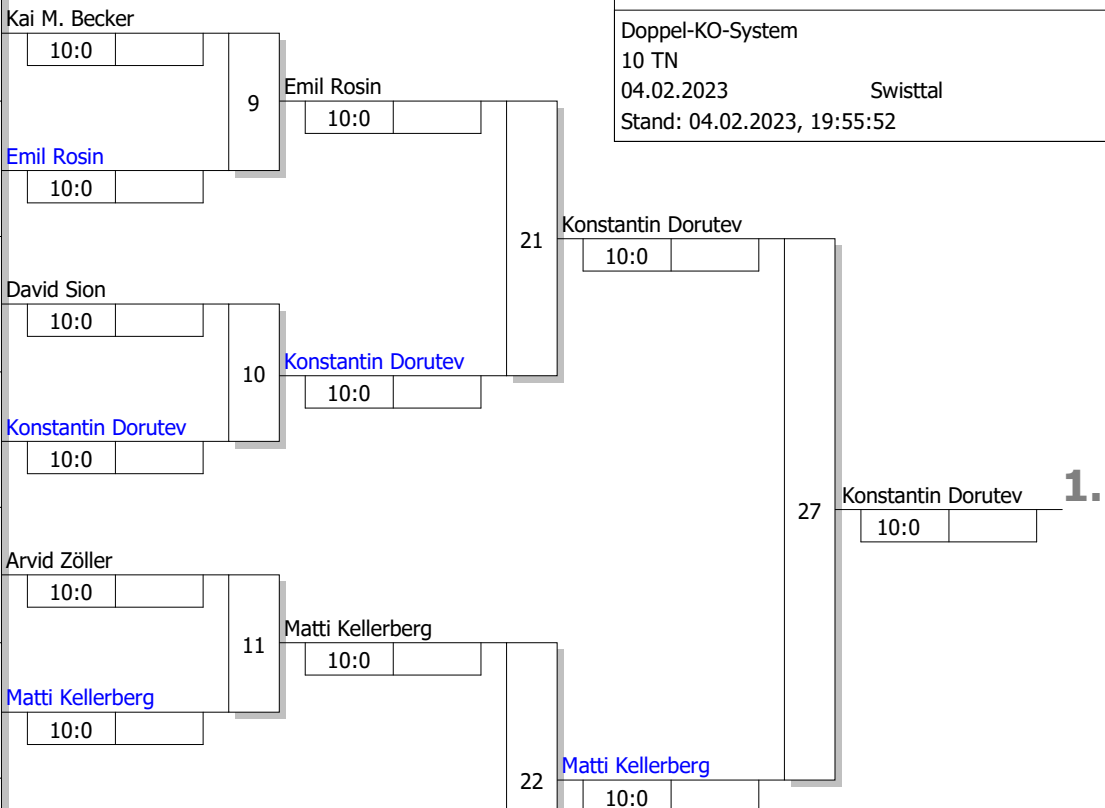 Kai M. Becker
10:0
Doppel-KO-System
10 TN
04.02.2023 Swisttal
Stand: 04.02.2023, 19:55:52
9
Emil Rosin
10:0
Emil Rosin
10:0
21
Konstantin Dorutev
10:0
David Sion
10:0
10
Konstantin Dorutev
10:0
Konstantin Dorutev
10:0
27
Konstantin Dorutev 1.
10:0
Arvid Zöller
10:0
11
Matti Kellerberg
10:0
Matti Kellerberg
10:0
22
Matti Kellerberg
10:0